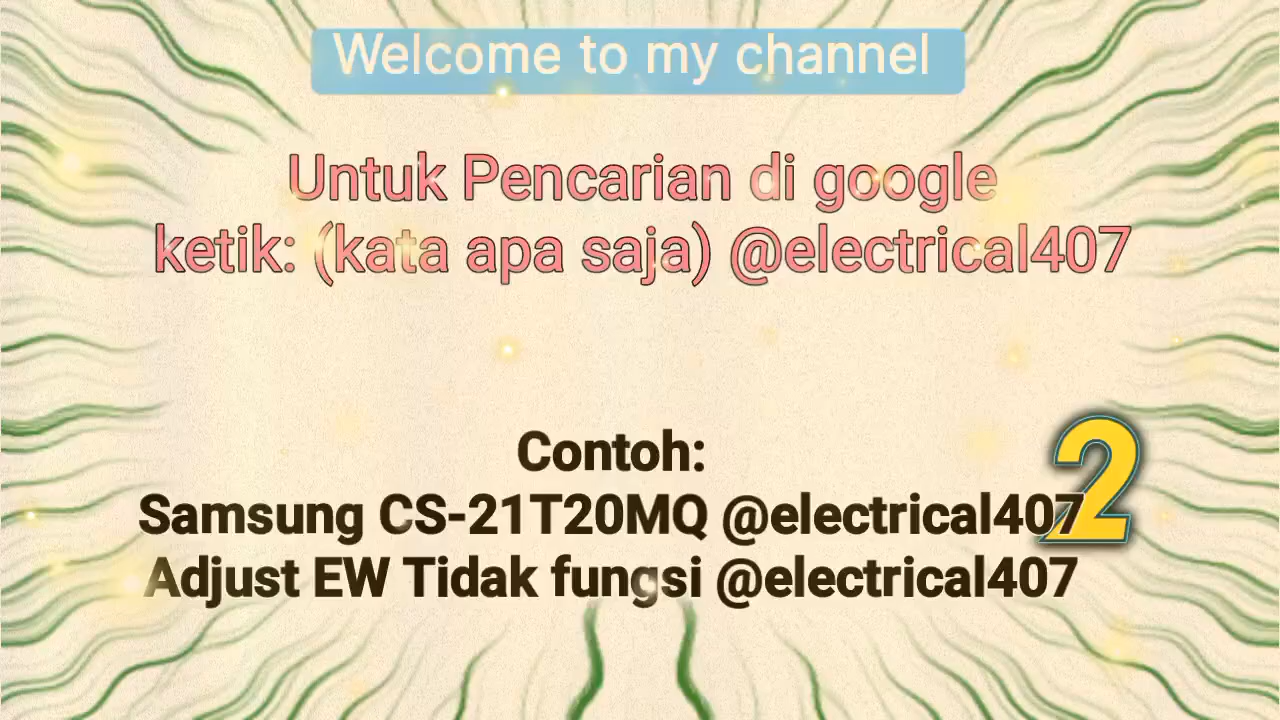 Welcome to my channel
Untuk Pencarian di google
ketik: (kata apa saja) @electrical407
Contoh:
Samsung CS-21T20MQ @electrical407
2
Adjust EW Tidak fungsi @electrical407